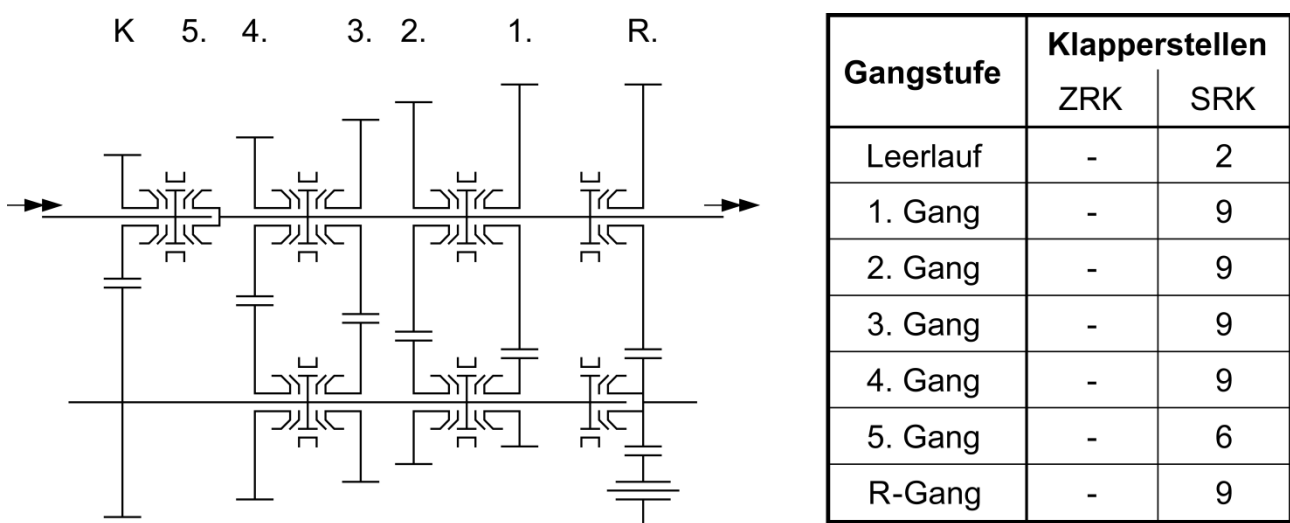 K 5. 4. 3. 2. 1. R.
Gangstufe Klapperstellen
ZRK SRK
Leerlauf - 2
1. Gang - 9
2. Gang - 9
3. Gang - 9
4. Gang - 9
5. Gang - 6
R-Gang - 9